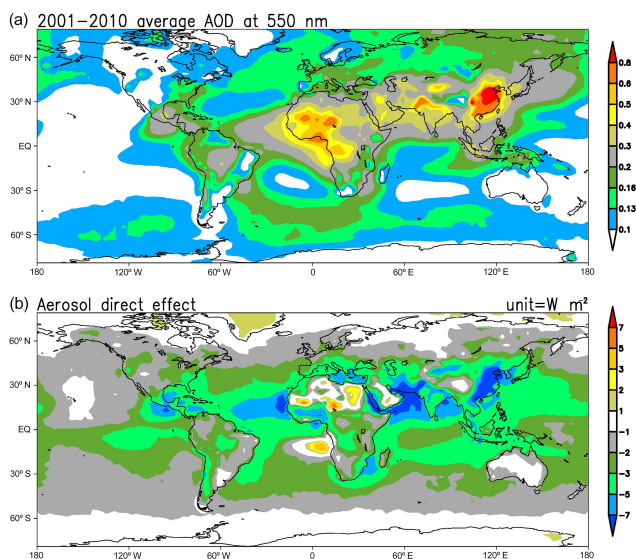 (a) 2001–2010 average AOD at 550 nm
60° N
30°N
EQ
30°S
60° S
180
120°W
60° W
0
60° E
120°E
180
0.8
0.6
0.5
0.4
0.3
0.2
0.16
0.13
0.1
(b) Aerosol direct effect unit=W m²
60° N
30°N
EQ
30°S
60°S
180
120°W
60°W
0
60°E
120°E
180
7
5
3
2
1
-1
-2
-3
-5
-7